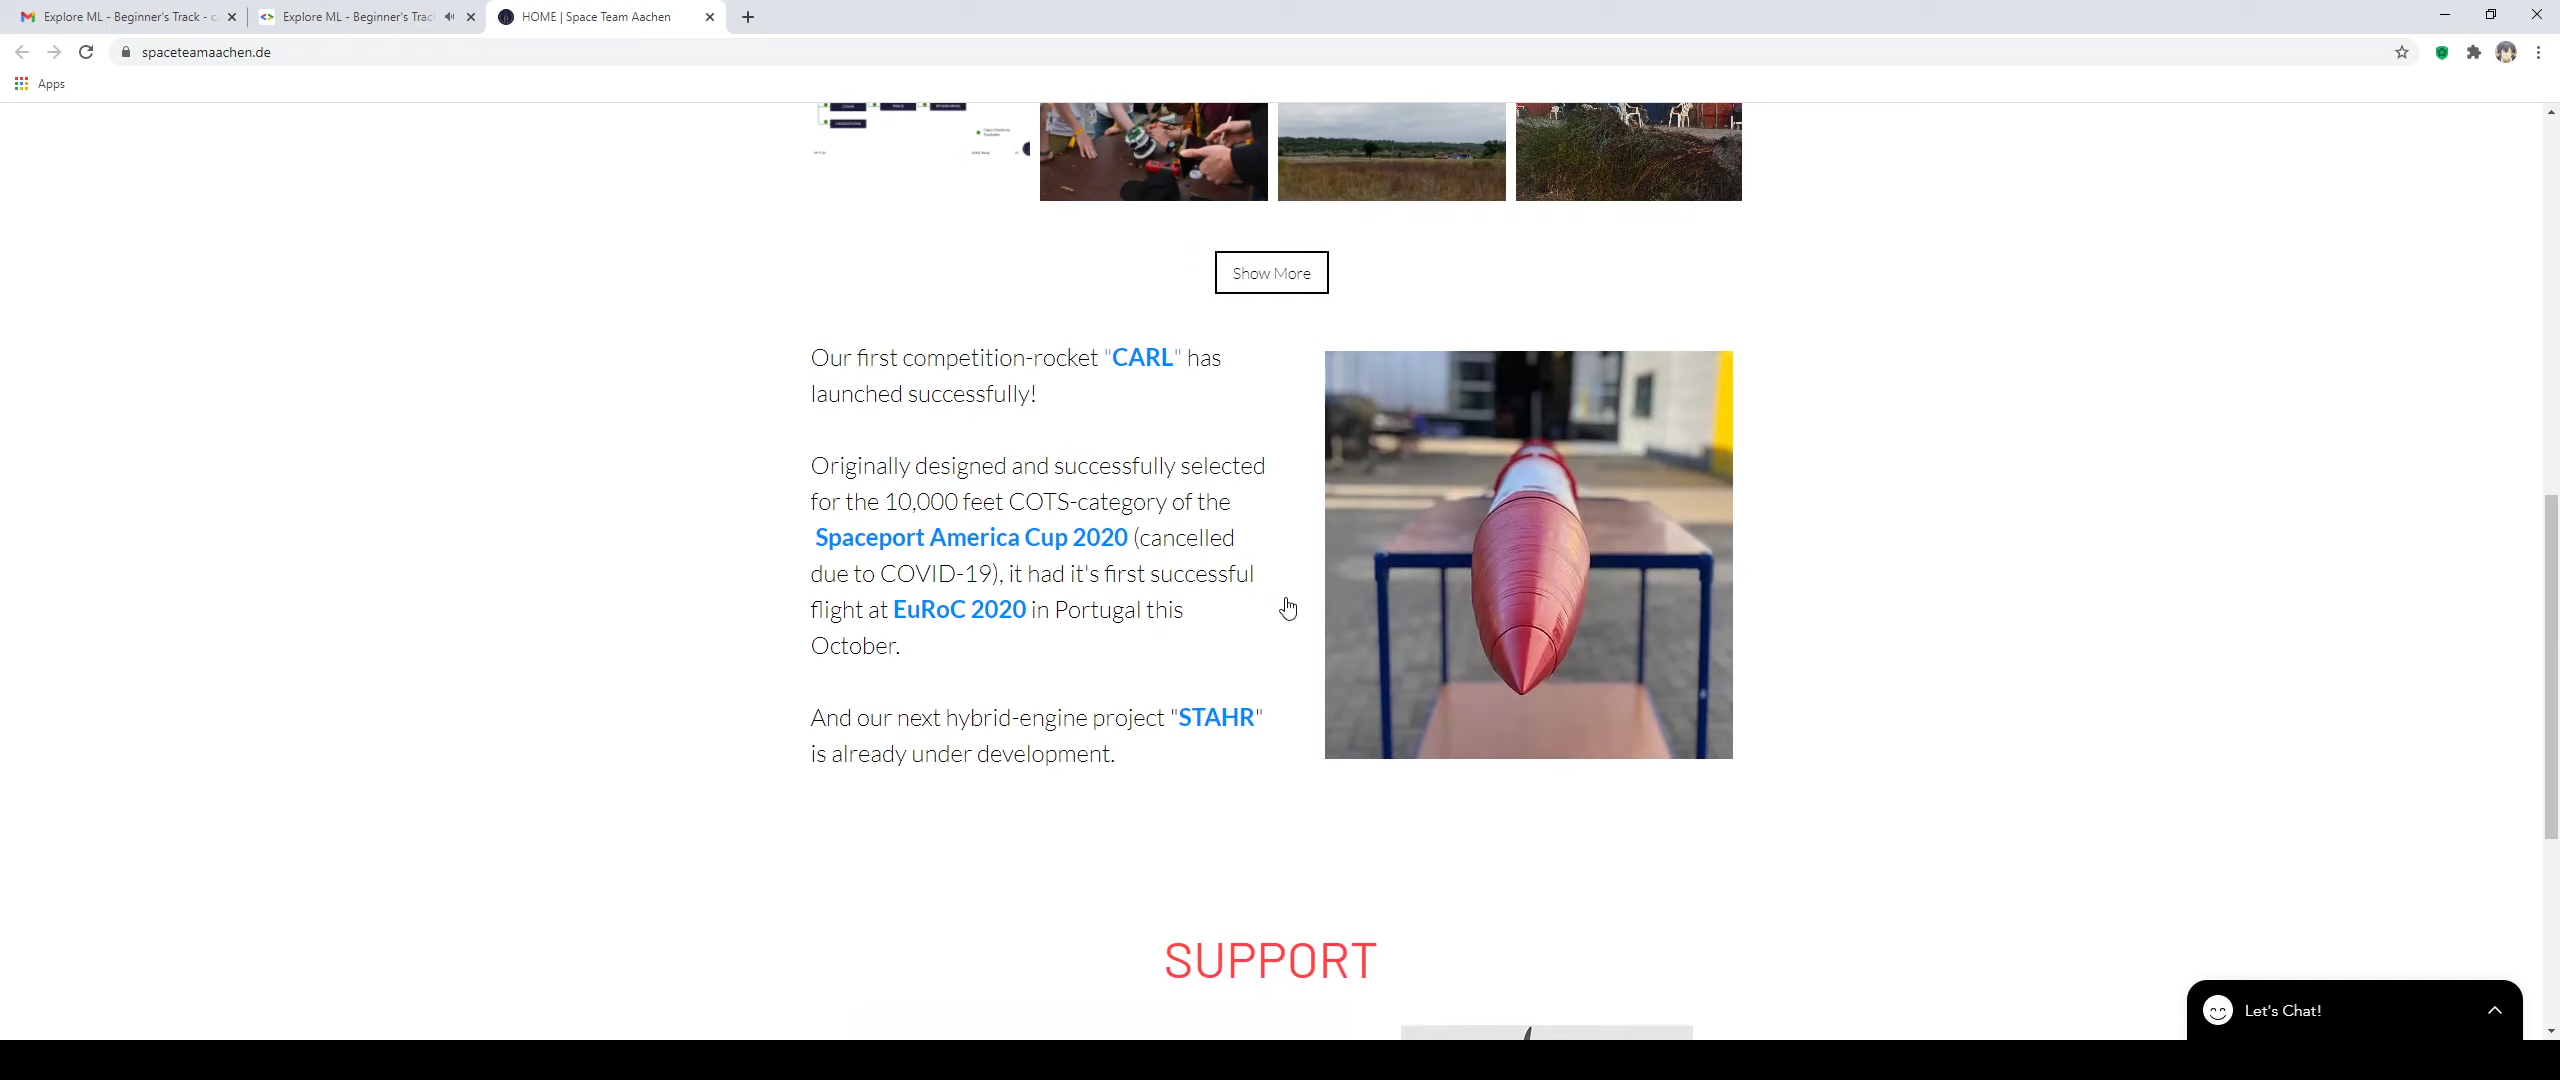 Explore ML - Beginner's Track - c
Explore ML - Beginner's Trac
HOME | Space Team Aachen
spaceteamaachen.de
Apps
Show More
Our first competition-rocket "CARL" has
launched successfully!
Originally designed and successfully selected
for the 10,000 feet COTS-category of the
Spaceport America Cup 2020 (cancelled
due to COVID-19), it had it's first successful
flight at EuRoC 2020 in Portugal this
October.
And our next hybrid-engine project "STAHR"
is already under development.
SUPPORT
Let's Chat!